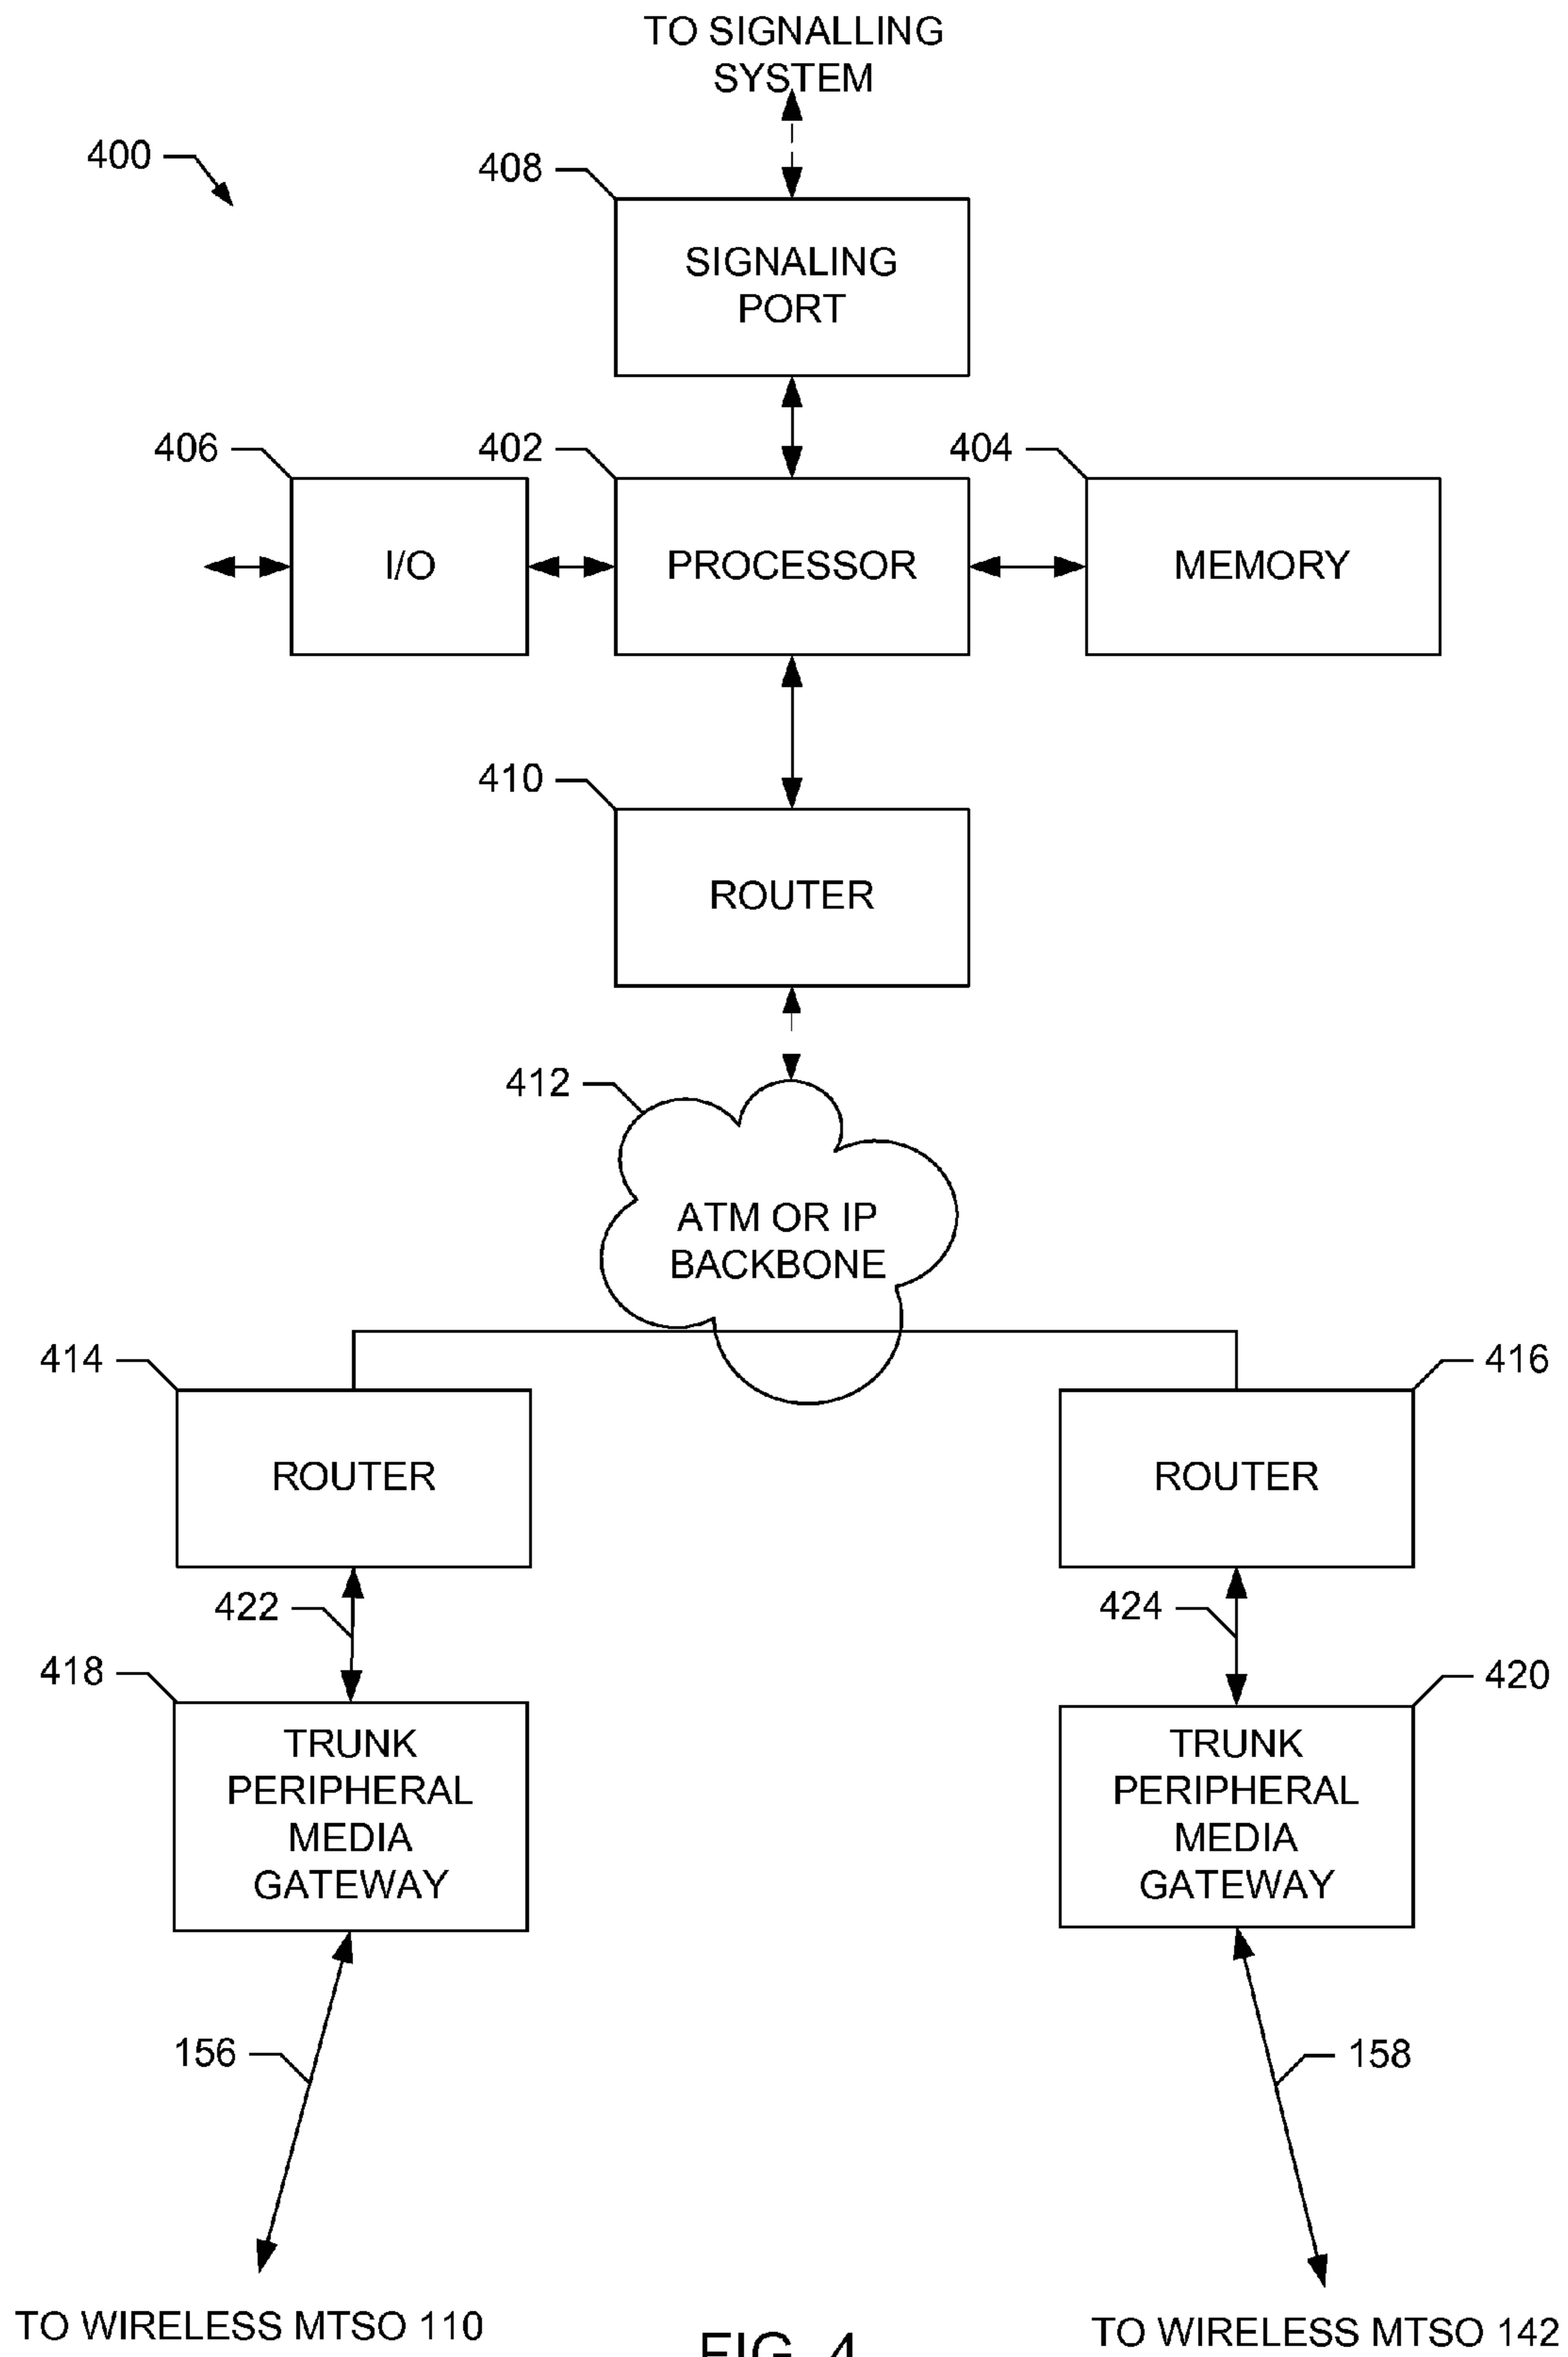 TO SIGNALLING
SYSTEM
400
408
SIGNALING
PORT
406
402
404
I/O
PROCESSOR
MEMORY
410
ROUTER
412
ATM OR IP
BACKBONE
414
416
ROUTER
ROUTER
422
424
418
420
TRUNK
PERIPHERAL
MEDIA
GATEWAY
TRUNK
PERIPHERAL
MEDIA
GATEWAY
156
158
TO WIRELESS MTSO 110
TO WIRELESS MTSO 142
FIG. 4